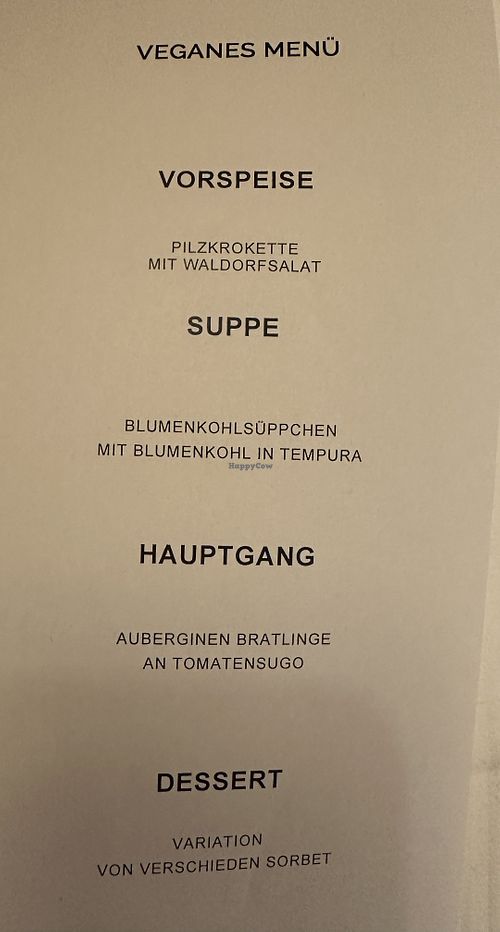 VEGANES MENÜ
VORSPEISE
PILZKROKETTE
MIT WALDORFSALAT
SUPPE
BLUMENKOHLSÜPPCHEN
MIT BLUMENKOHL IN TEMPURA
HappyCow
HAUPTGANG
AUBERGINEN BRATLINGE
AN TOMATENSUGO
DESSERT
VARIATION
VON VERSCHIEDEN SORBET